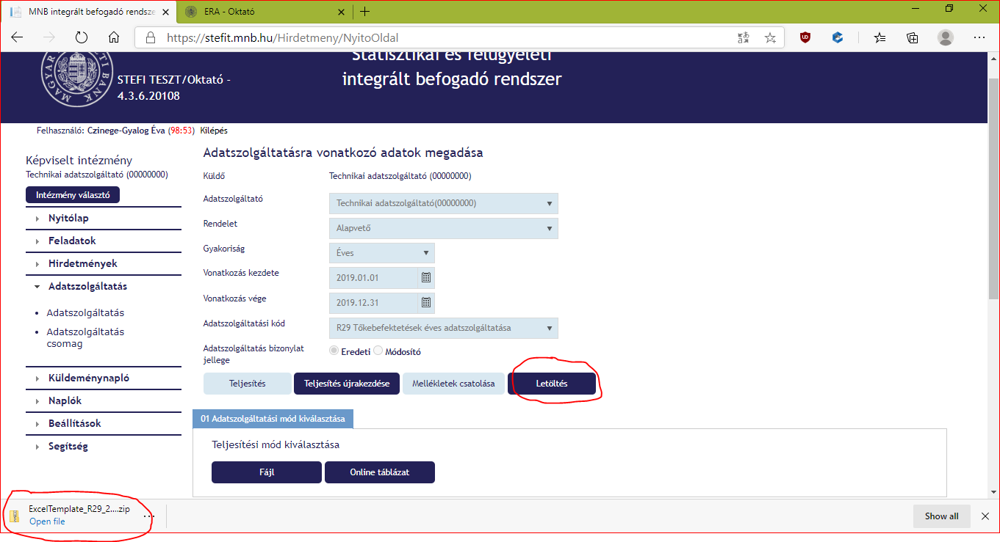 MNB integrált befogadó rendsze
ERA - Oktató
https://stefit.mnb.hu/Hirdetmeny/NyitoOldal
Statisztikai és felügyeleti
integrált befogadó rendszer
STEFI TESZT/Oktató -
4.3.6.20108
Felhasználó: Czinege-Gyalog Éva (98:53) Kilépés
Képviselt intézmény
Technikai adatszolgáltató (00000000)
Intézmény választó
Nyitólap
Feladatok
Hirdetmények
Adatszolgáltatás
Adatszolgáltatás
Adatszolgáltatás
csomag
Küldeménynapló
Naplók
Beállítások
Segítség
Adatszolgáltatásra vonatkozó adatok megadása
Küldő Technikai adatszolgáltató (00000000)
Adatszolgáltató Technikai adatszolgáltató(00000000)
Rendelet Alapvető
Gyakoriság Éves
Vonatkozás kezdete 2019.01.01
Vonatkozás vége 2019.12.31
Adatszolgáltatási kód R29 Tőkebefektetések éves adatszolgáltatása
Adatszolgáltatás bizonylat
jellege
Eredeti Módosító
Teljesítés Teljesítés újrakezdése Mellékletek csatolása Letöltés
01 Adatszolgáltatási mód kiválasztása
Teljesítési mód kiválasztása
Fájl Online táblázat
ExcelTemplate_R29_2....zip
Open file
Show all